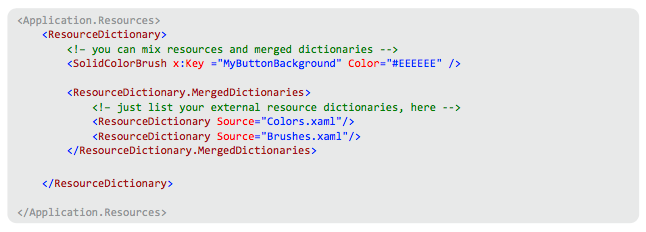 <Application.Resources>
<ResourceDictionary>
<!– you can mix resources and merged dictionaries -->
<SolidColorBrush x:Key ="MyButtonBackground" Color="#EEEEEE" />
<ResourceDictionary.MergedDictionaries>
<!– just list your external resource dictionaries, here -->
<ResourceDictionary Source="Colors.xaml"/>
<ResourceDictionary Source="Brushes.xaml"/>
</ResourceDictionary.MergedDictionaries>
</ResourceDictionary>
</Application.Resources>